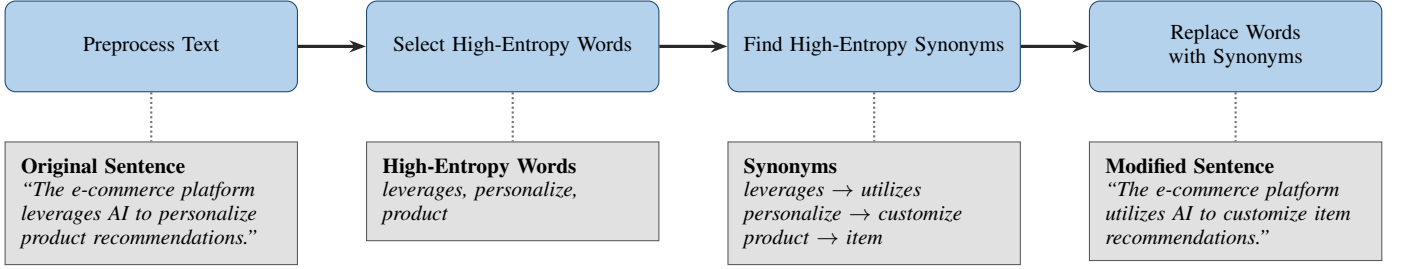 Preprocess Text
Select High-Entropy Words
Find High-Entropy Synonyms
Replace Words
with Synonyms
Original Sentence
“The e-commerce platform
leverages AI to personalize
product recommendations.”
High-Entropy Words
leverages, personalize,
product
Synonyms
leverages → utilizes
personalize → customize
product → item
Modified Sentence
“The e-commerce platform
utilizes AI to customize item
recommendations.”